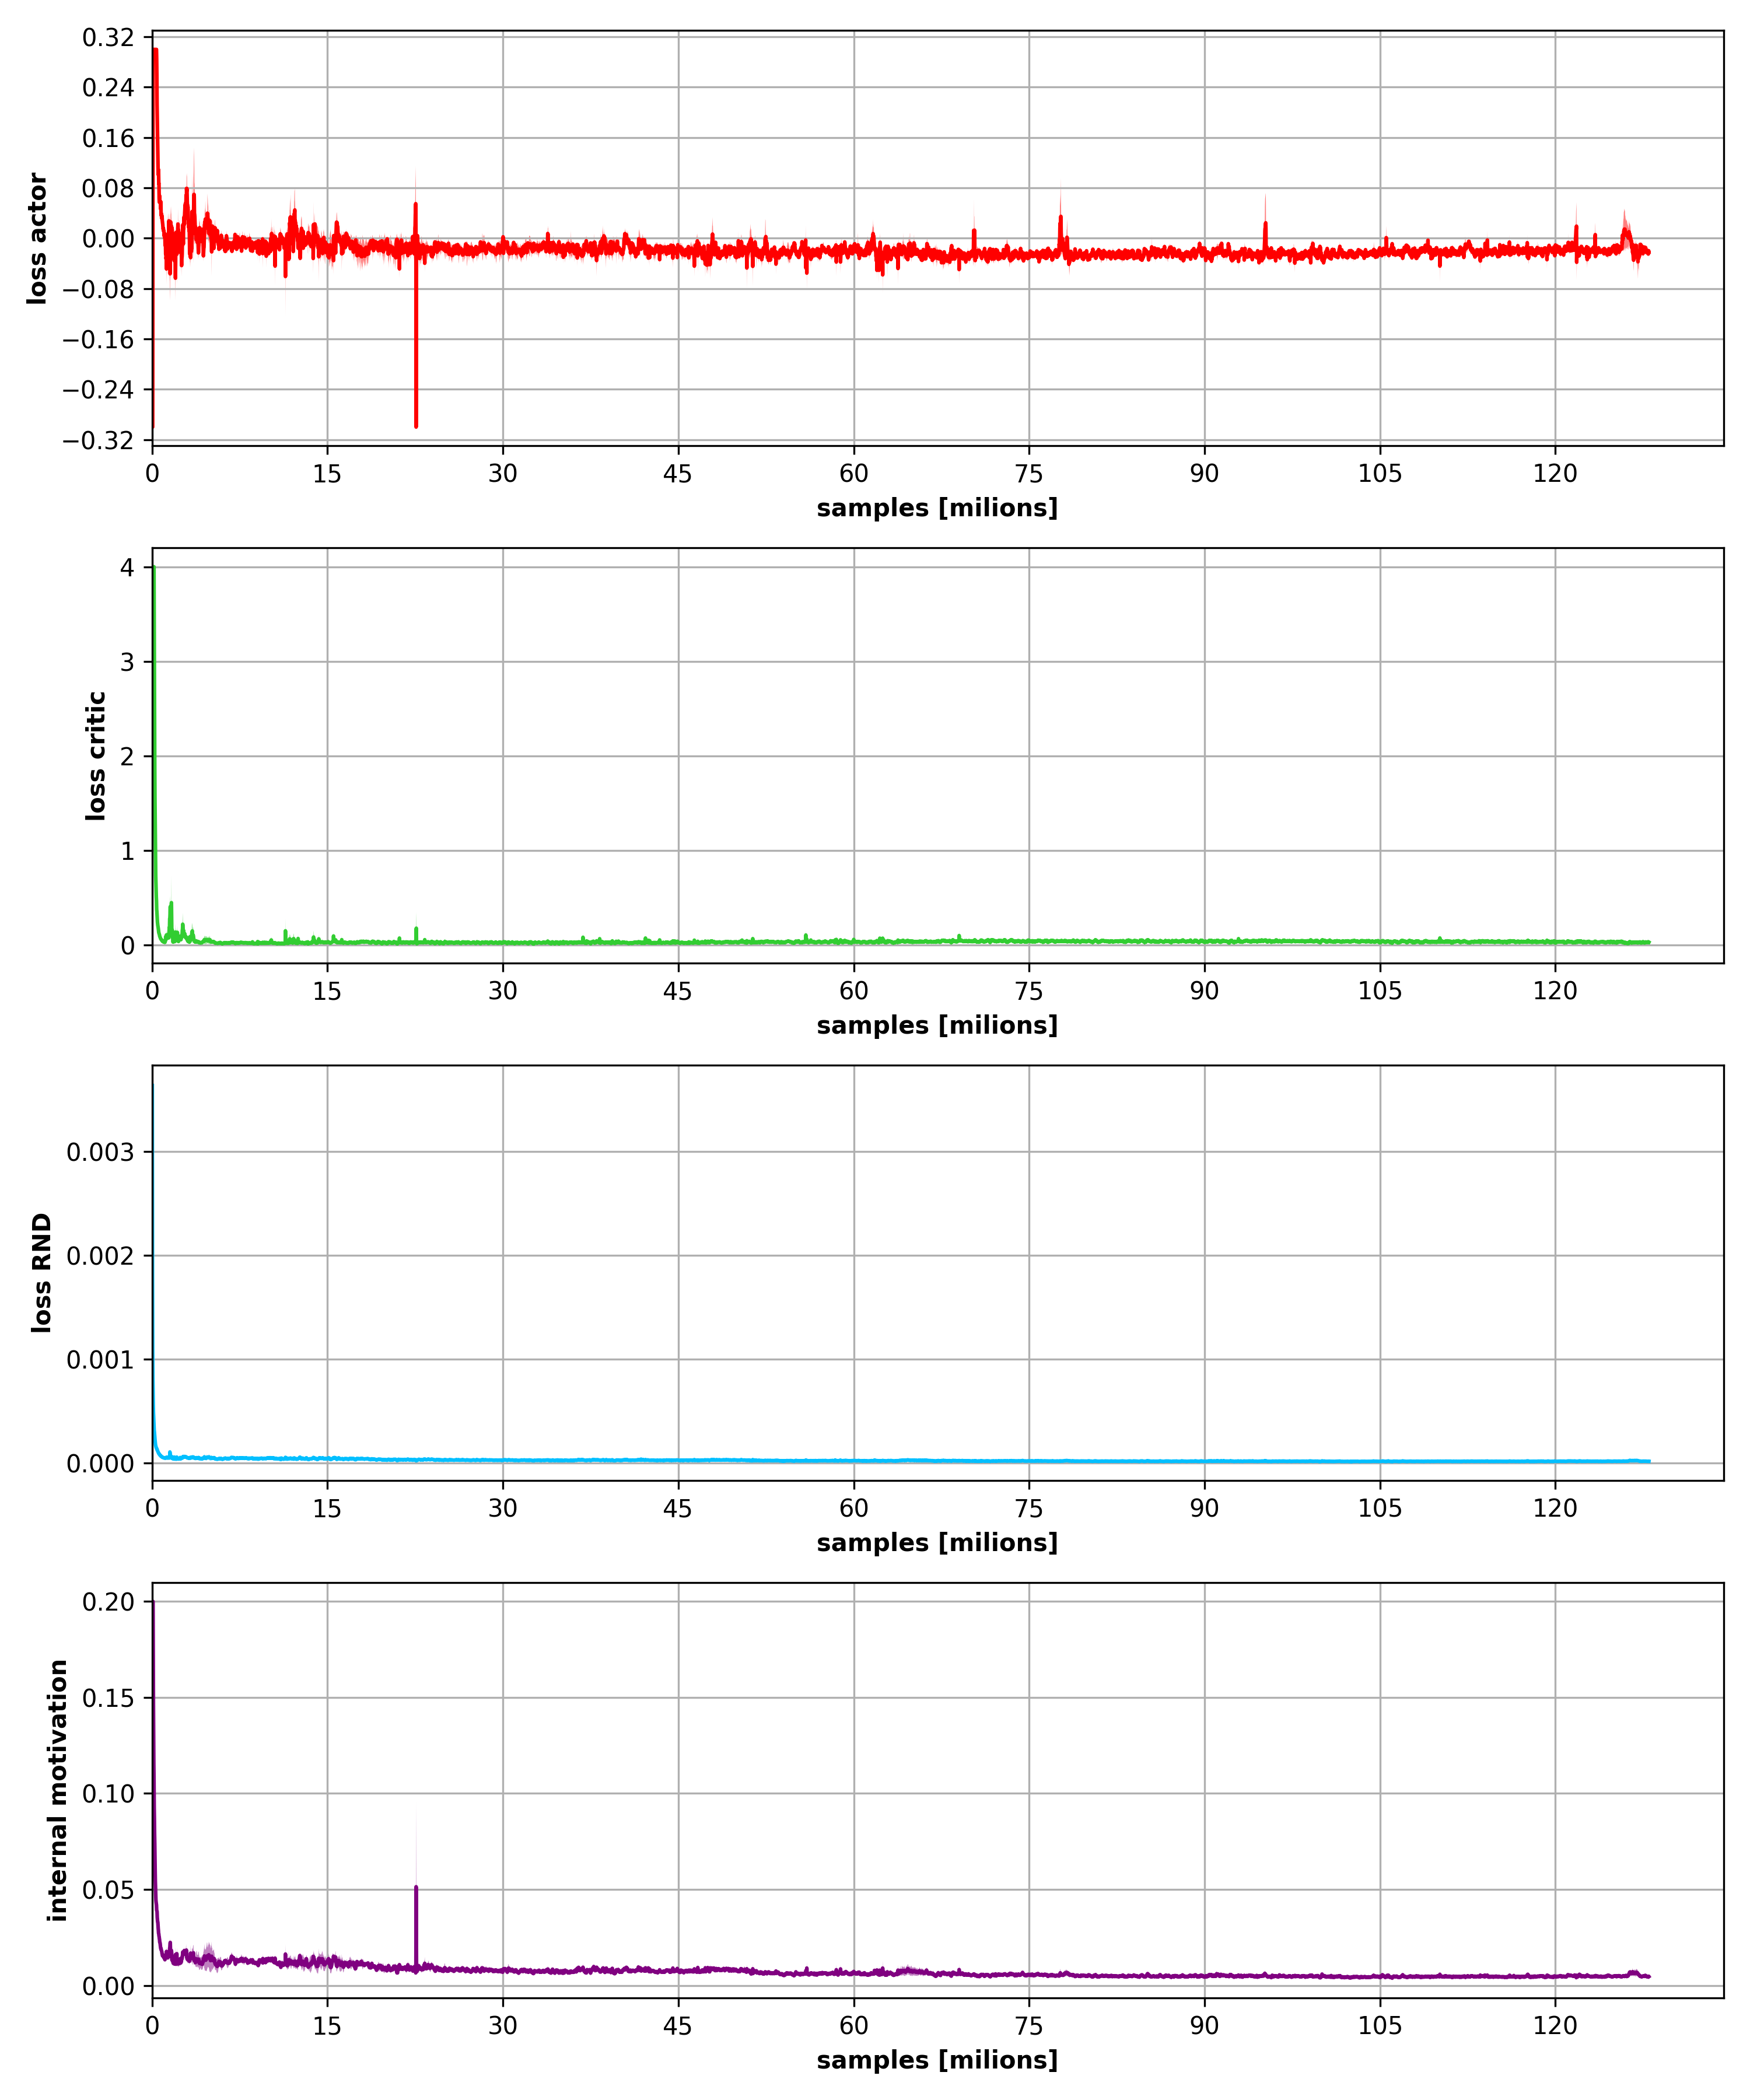 0.32
0.24
0.16
0.08
0.00
−0.08
−0.16
−0.24
−0.32
loss actor
0 15 30 45 60 75 90 105 120
samples [milions]
4
3
2
1
0
loss critic
0 15 30 45 60 75 90 105 120
samples [milions]
0.003
0.002
0.001
0.000
loss RND
0 15 30 45 60 75 90 105 120
samples [milions]
0.20
0.15
0.10
0.05
0.00
internal motivation
0 15 30 45 60 75 90 105 120
samples [milions]